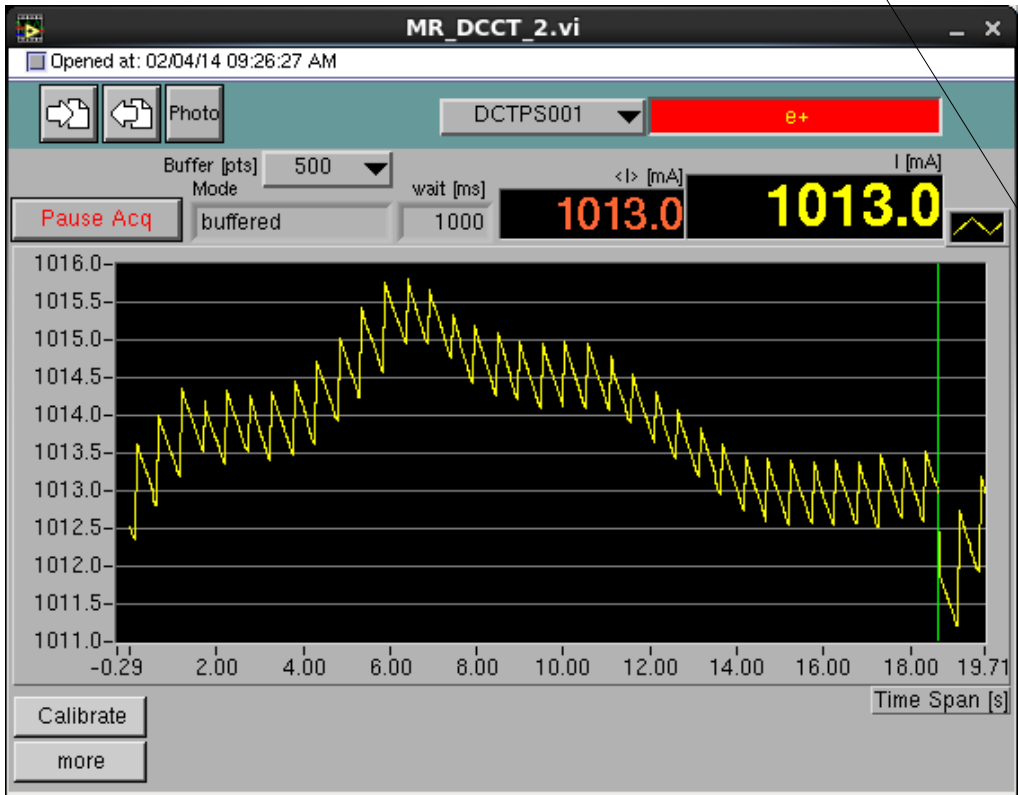 MR_DCCT_2.vi
Opened at: 02/04/14 09:26:27 AM
Photo
DCTPS001
e+
Buffer [pts] 500
Mode
buffered
wait [ms]
1000
<I> [mA]
1013.0
I [mA]
1013.0
Pause Acq
1016.0
1015.5
1015.0
1014.5
1014.0
1013.5
1013.0
1012.5
1012.0
1011.5
1011.0
-0.29 2.00 4.00 6.00 8.00 10.00 12.00 14.00 16.00 18.00 19.71
Time Span [s]
Calibrate
more